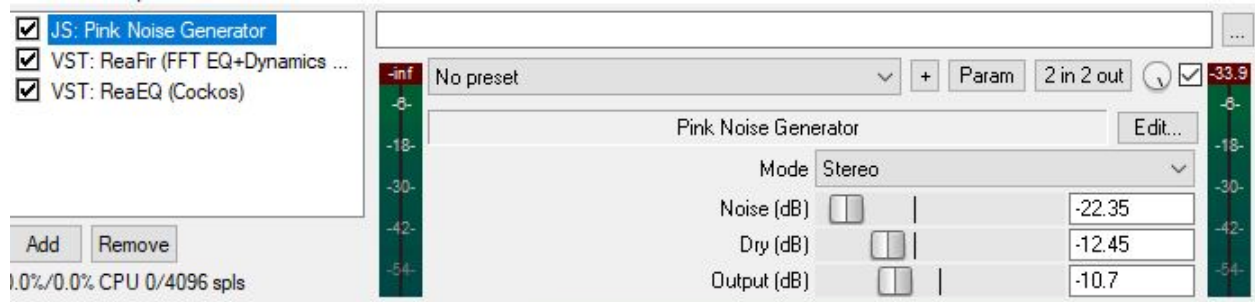 JS: Pink Noise Generator
VST: ReaFir (FFT EQ+Dynamics ...
VST: ReaEQ (Cockos)
Add Remove
0.0%/0.0% CPU 0/4096 spls
...
-inf No preset + Param 2 in 2 out -33.9
-6- -6-
Pink Noise Generator Edit...
-18- -18-
Mode Stereo
-30- -30-
Noise (dB) -22.35
-42- -42-
Dry (dB) -12.45
-54- -54-
Output (dB) -10.7